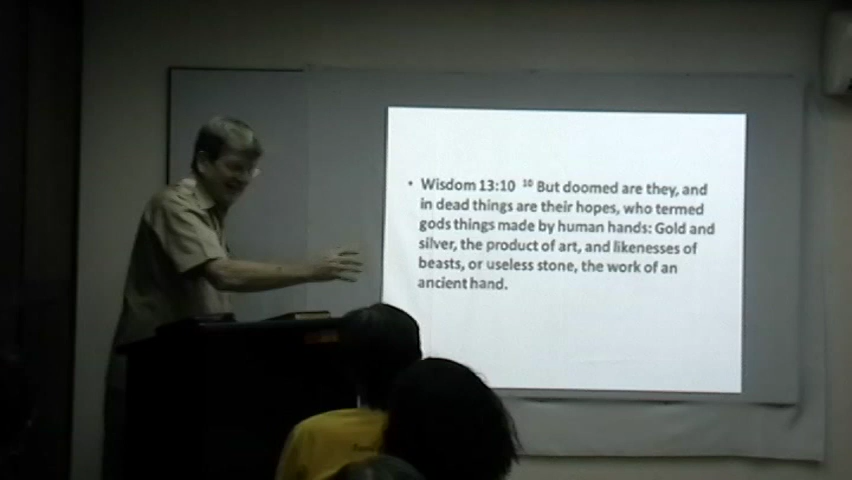 • Wisdom 13:10 ¹⁰ But doomed are they, and
in dead things are their hopes, who termed
gods things made by human hands: Gold and
silver, the product of art, and likenesses of
beasts, or useless stone, the work of an
ancient hand.